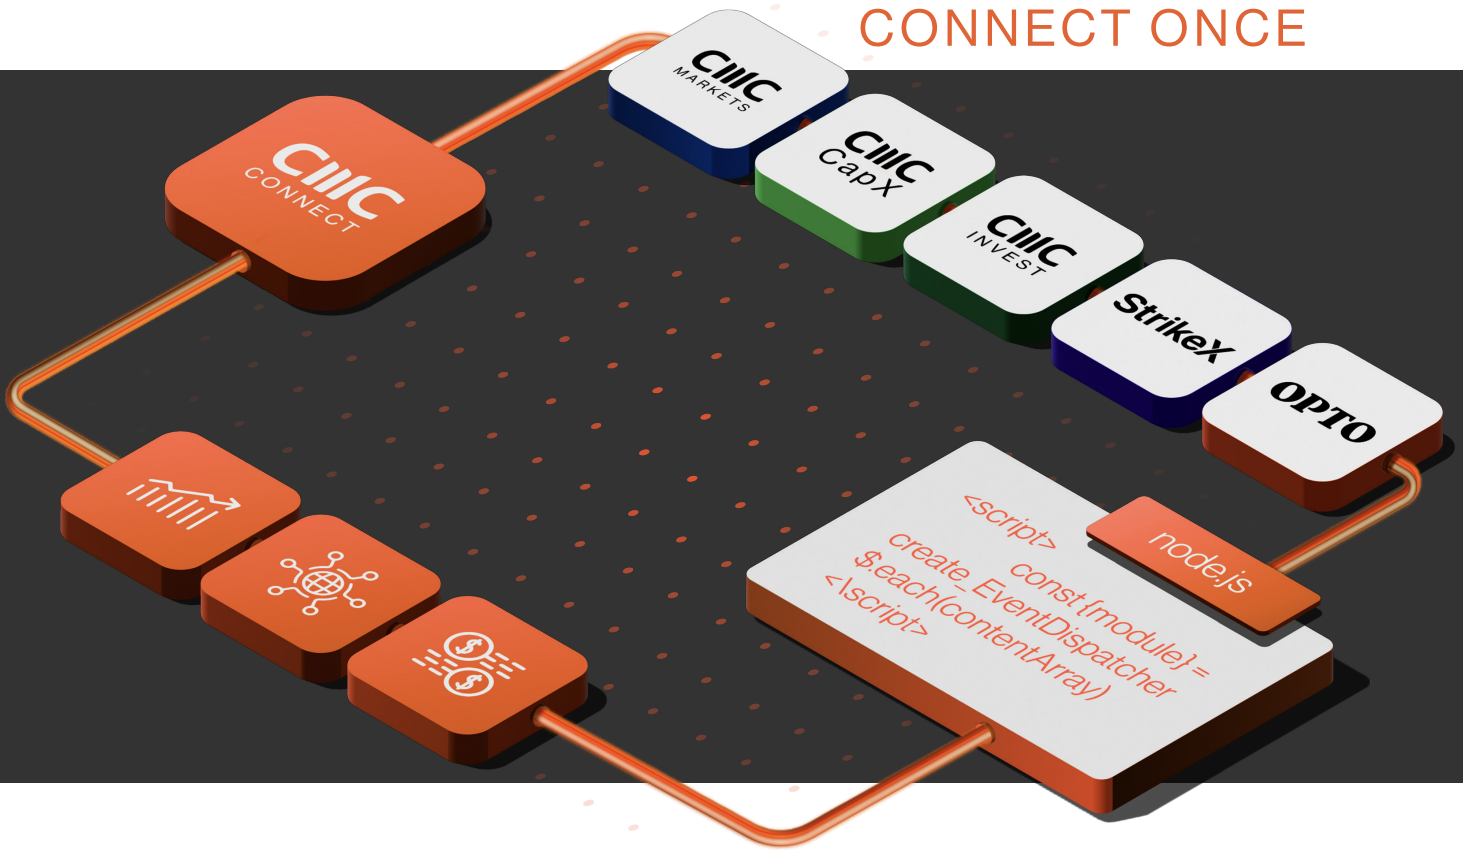 CONNECT ONCE
CMC
MARKETS
CMC
CapX
CMC
INVEST
StrikeX
OPTO
CMC
CONNECT
node.js
<script>
const{module}=
create_EventDispatcher
$.each(contentArray)
<\script>
$
$